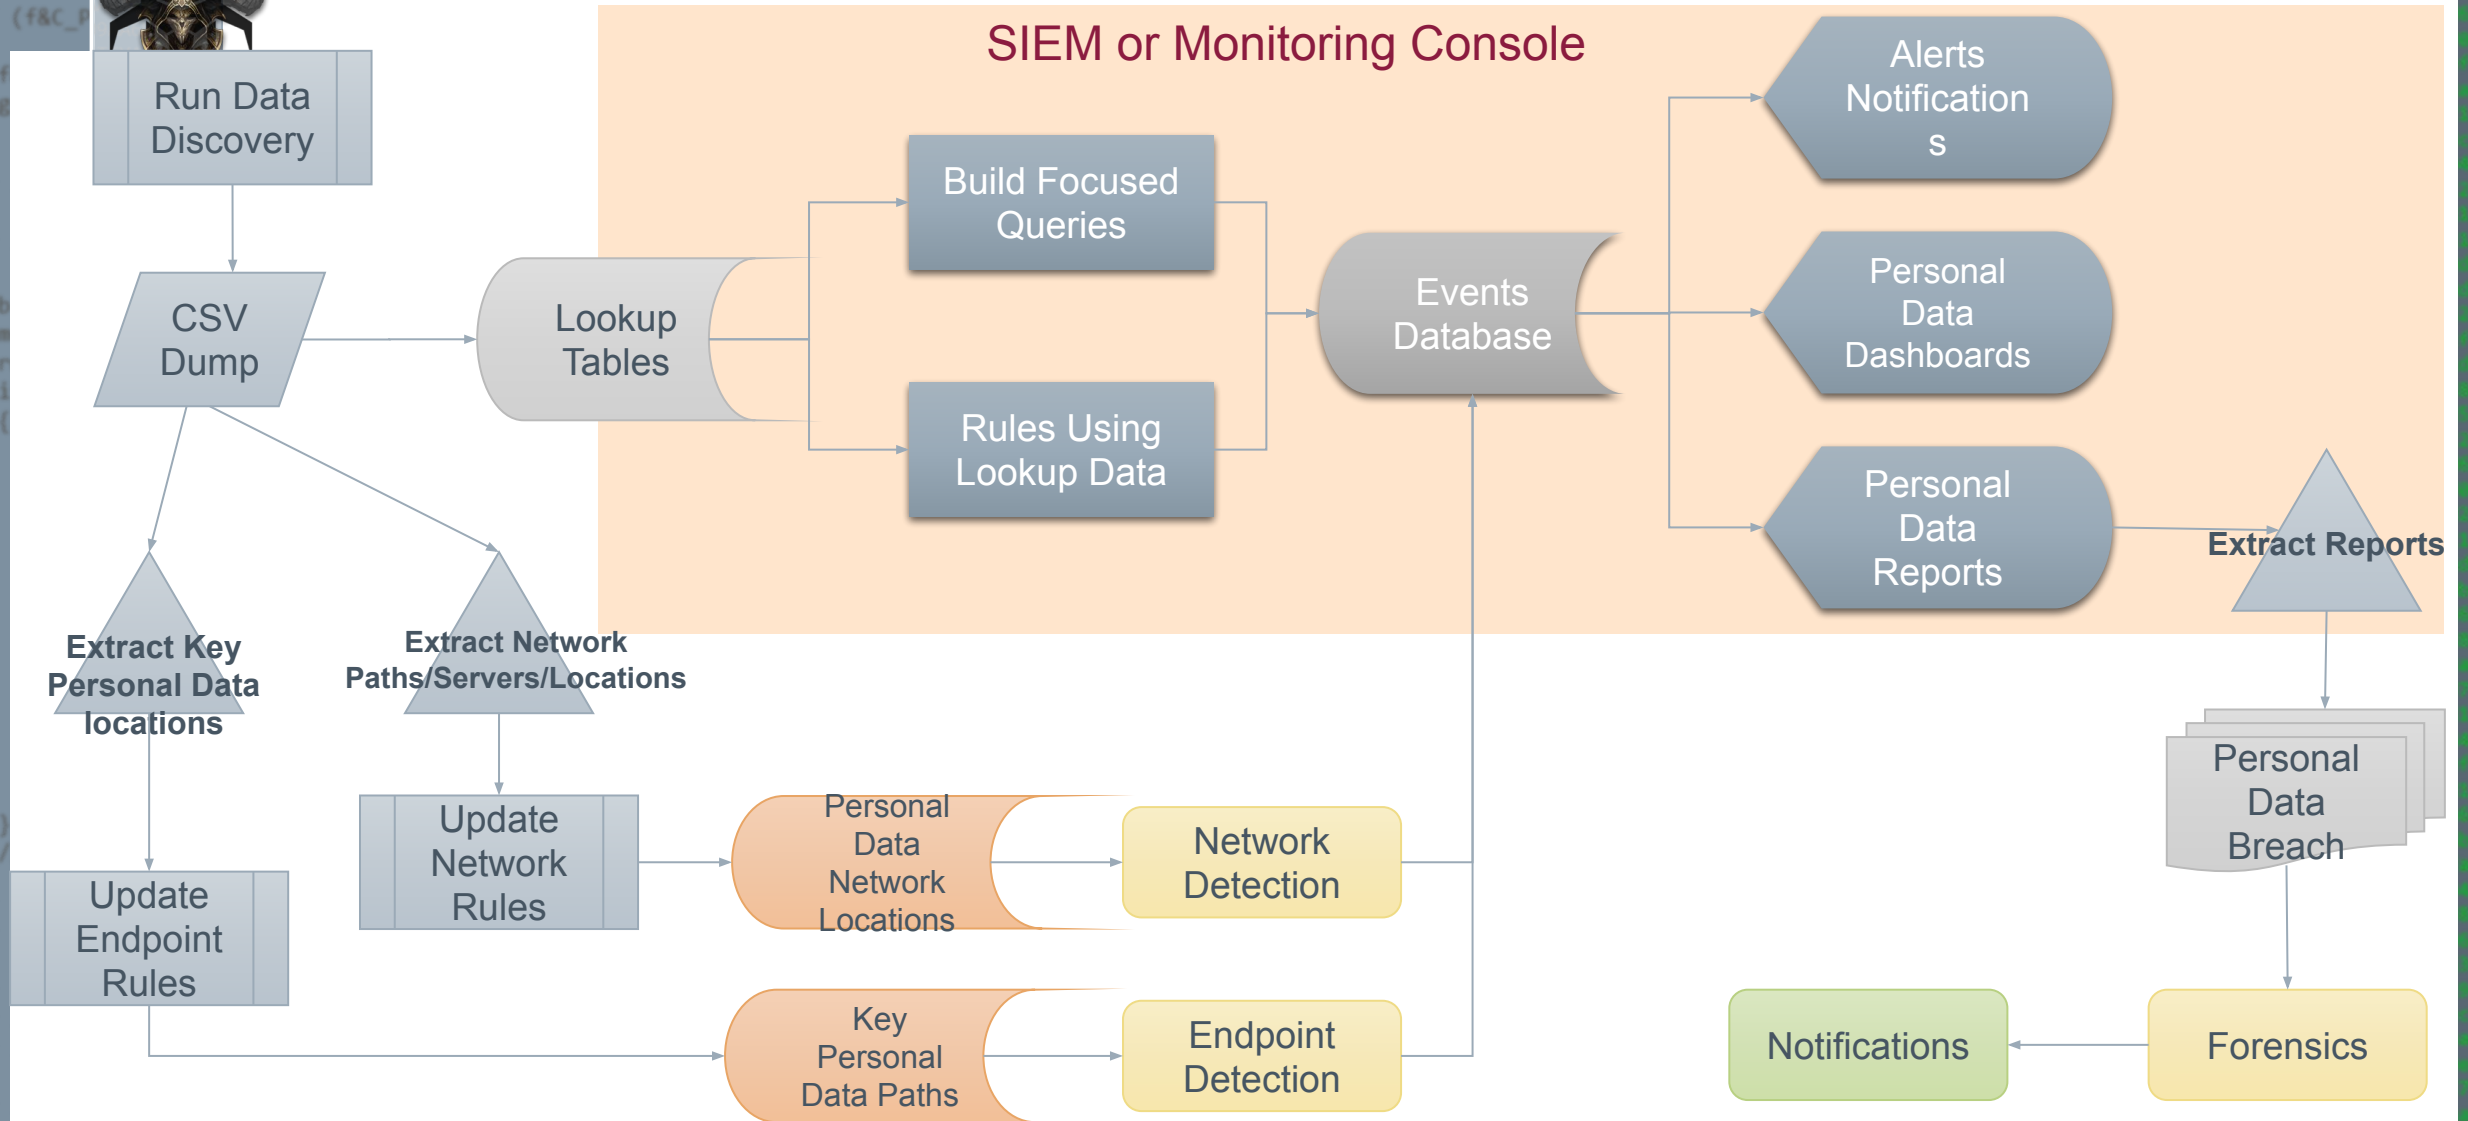 (f&C_P
SIEM or Monitoring Console
Run Data
Discovery
Alerts
Notification
s
Build Focused
Queries
CSV
Dump
Lookup
Tables
Events
Database
Personal
Data
Dashboards
Rules Using
Lookup Data
Personal
Data
Reports
Extract Reports
Extract Key
Personal Data
locations
Extract Network
Paths/Servers/Locations
Update
Network
Rules
Personal
Data
Network
Locations
Network
Detection
Personal
Data
Breach
Update
Endpoint
Rules
Key
Personal
Data Paths
Endpoint
Detection
Notifications
Forensics